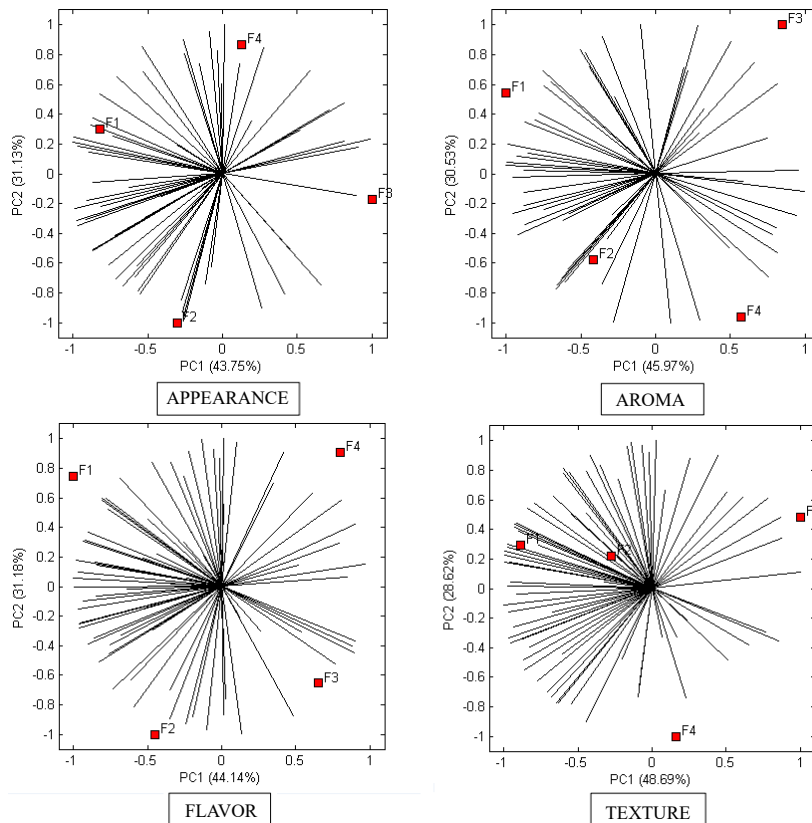 1
0.8
0.6
0.4
0.2
0
-0.2
-0.4
-0.6
-0.8
-1
PC2 (31.13%)
F4
F1
F3
F2
-1 -0.5 0 0.5 1
PC1 (43.75%)
APPEARANCE
1
0.8
0.6
0.4
0.2
0
-0.2
-0.4
-0.6
-0.8
-1
PC2 (30.53%)
F3
F1
F2
F4
-1 -0.5 0 0.5 1
PC1 (45.97%)
AROMA
1
0.8
0.6
0.4
0.2
0
-0.2
-0.4
-0.6
-0.8
-1
PC2 (31.18%)
F4
F1
F3
F2
-1 -0.5 0 0.5 1
PC1 (44.14%)
FLAVOR
1
0.8
0.6
0.4
0.2
0
-0.2
-0.4
-0.6
-0.8
-1
PC2 (28.62%)
F1
F2
F4
-1 -0.5 0 0.5 1
PC1 (48.69%)
TEXTURE